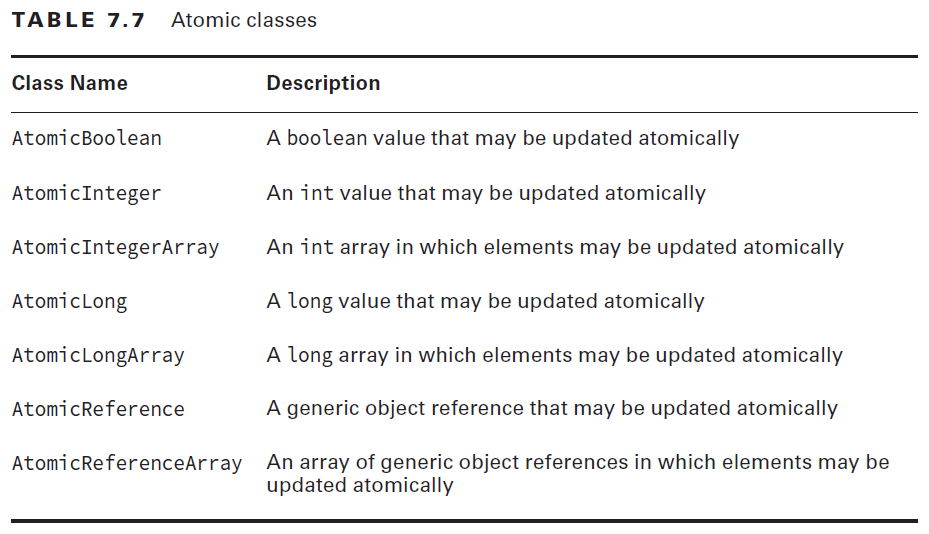 TABLE 7.7 Atomic classes
Class Name Description
AtomicBoolean A boolean value that may be updated atomically
AtomicInteger An int value that may be updated atomically
AtomicIntegerArray An int array in which elements may be updated atomically
AtomicLong A long value that may be updated atomically
AtomicLongArray A long array in which elements may be updated atomically
AtomicReference A generic object reference that may be updated atomically
AtomicReferenceArray An array of generic object references in which elements may be
updated atomically